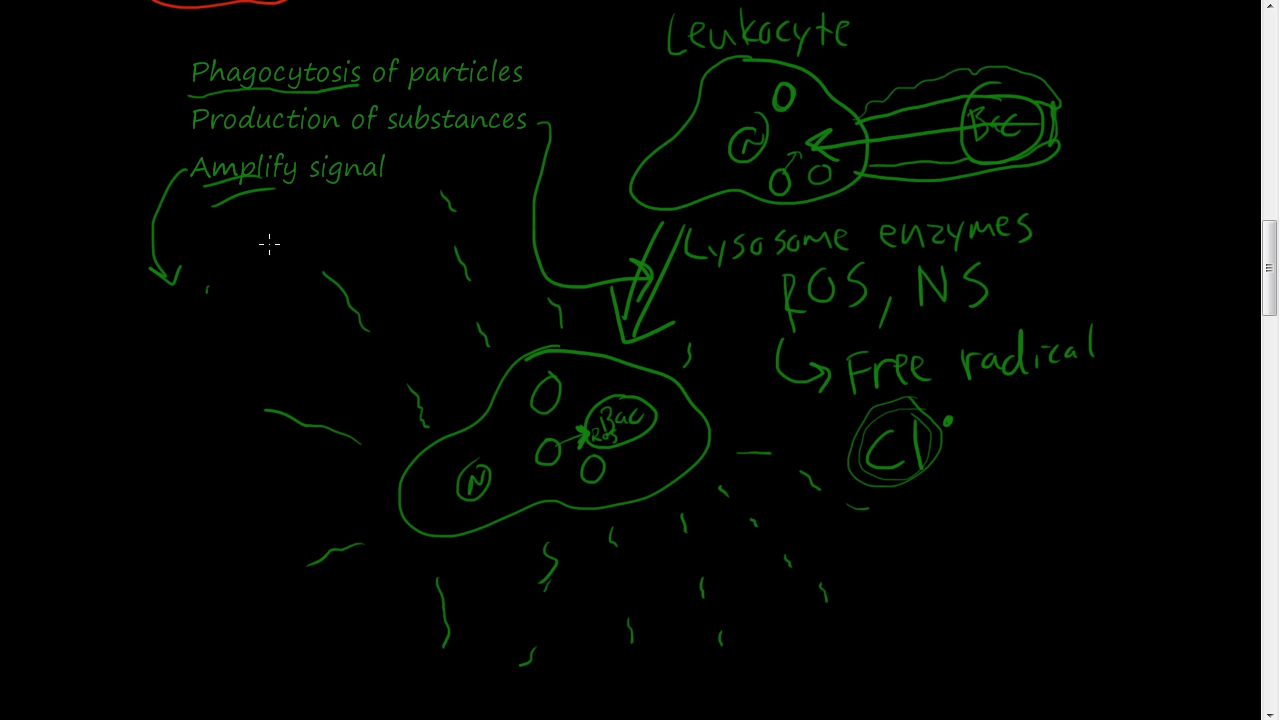 Leukocyte
Phagocytosis of particles
Production of substances
Amplify signal
N
Bac
Lysosome enzymes
ROS, NS
Free radical
Cl
Bac
ROS
N